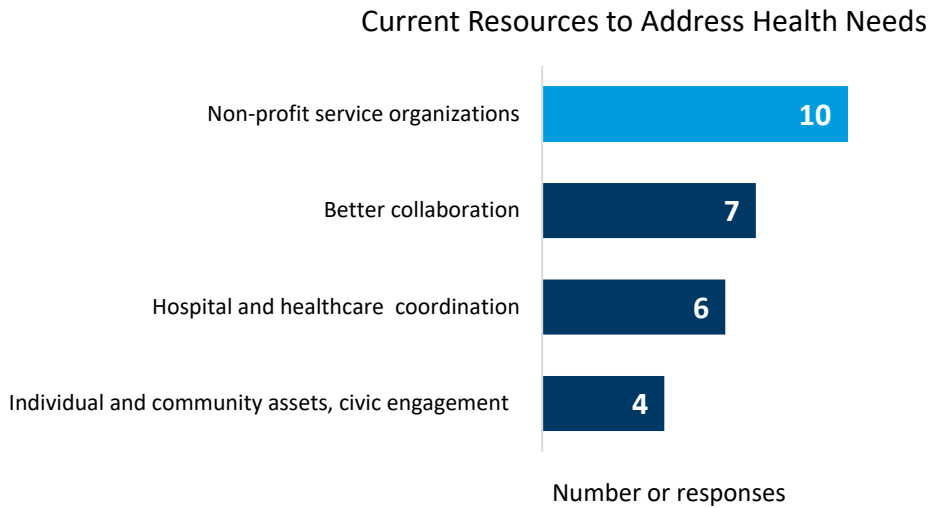 Current Resources to Address Health Needs
Non-profit service organizations
10
Better collaboration
7
Hospital and healthcare  coordination
6
Individual and community assets, civic engagement
4
Number or responses